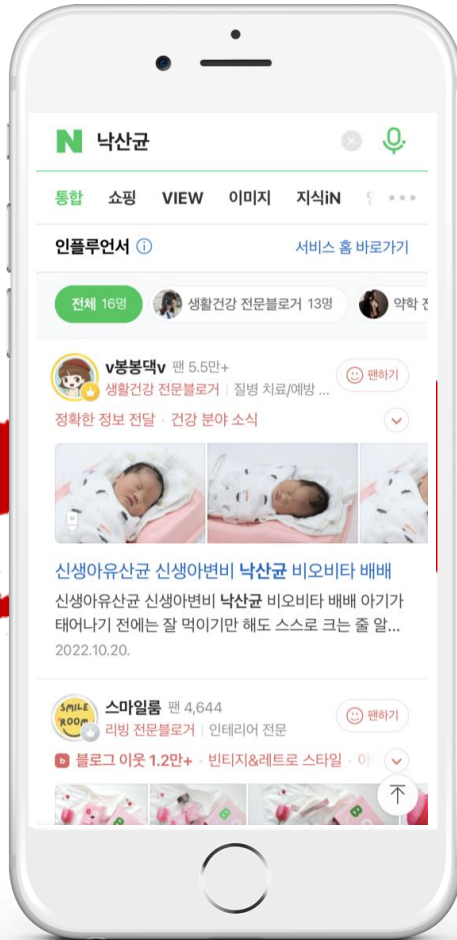 N 낙산균
통합 쇼핑 VIEW 이미지 지식iN
인플루언서 서비스 홈 바로가기
전체 16명 생활건강 전문블로거 13명 약학
v봉봉댁v 팬 5.5만+
생활건강 전문블로거 | 질병 치료/예방 ...
팬하기
정확한 정보 전달 · 건강 분야 소식
신생아유산균 신생아변비 낙산균 비오비타 배배
신생아유산균 신생아변비 낙산균 비오비타 배배 아기가
태어나기 전에는 잘 먹이기만 해도 스스로 크는 줄 알...
2022.10.20.
SMILE
ROOM
스마일룸 팬 4,644
리빙 전문블로거 | 인테리어 전문
팬하기
b 블로그 이웃 1.2만+ · 빈티지&레트로 스타일